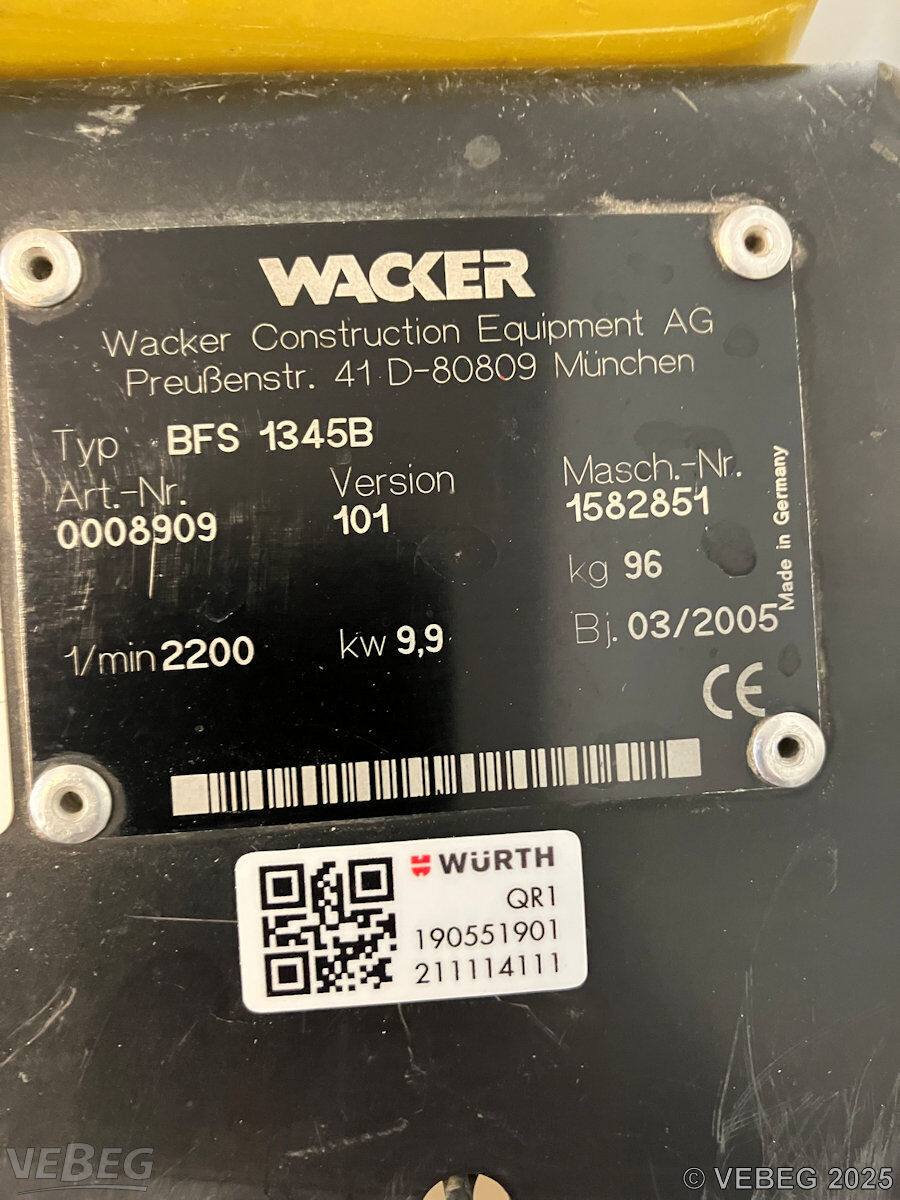 WACKER
Wacker Construction Equipment AG
Preußenstr. 41 D-80809 München
Typ BFS 1345B
Art.-Nr. Version Masch.-Nr.
0008909 101 1582851
kg 96
1/min 2200 kw 9,9 Bj. 03/2005
Made in Germany
CE
WÜRTH
QR1
190551901
211114111
VEBEG
© VEBEG 2025